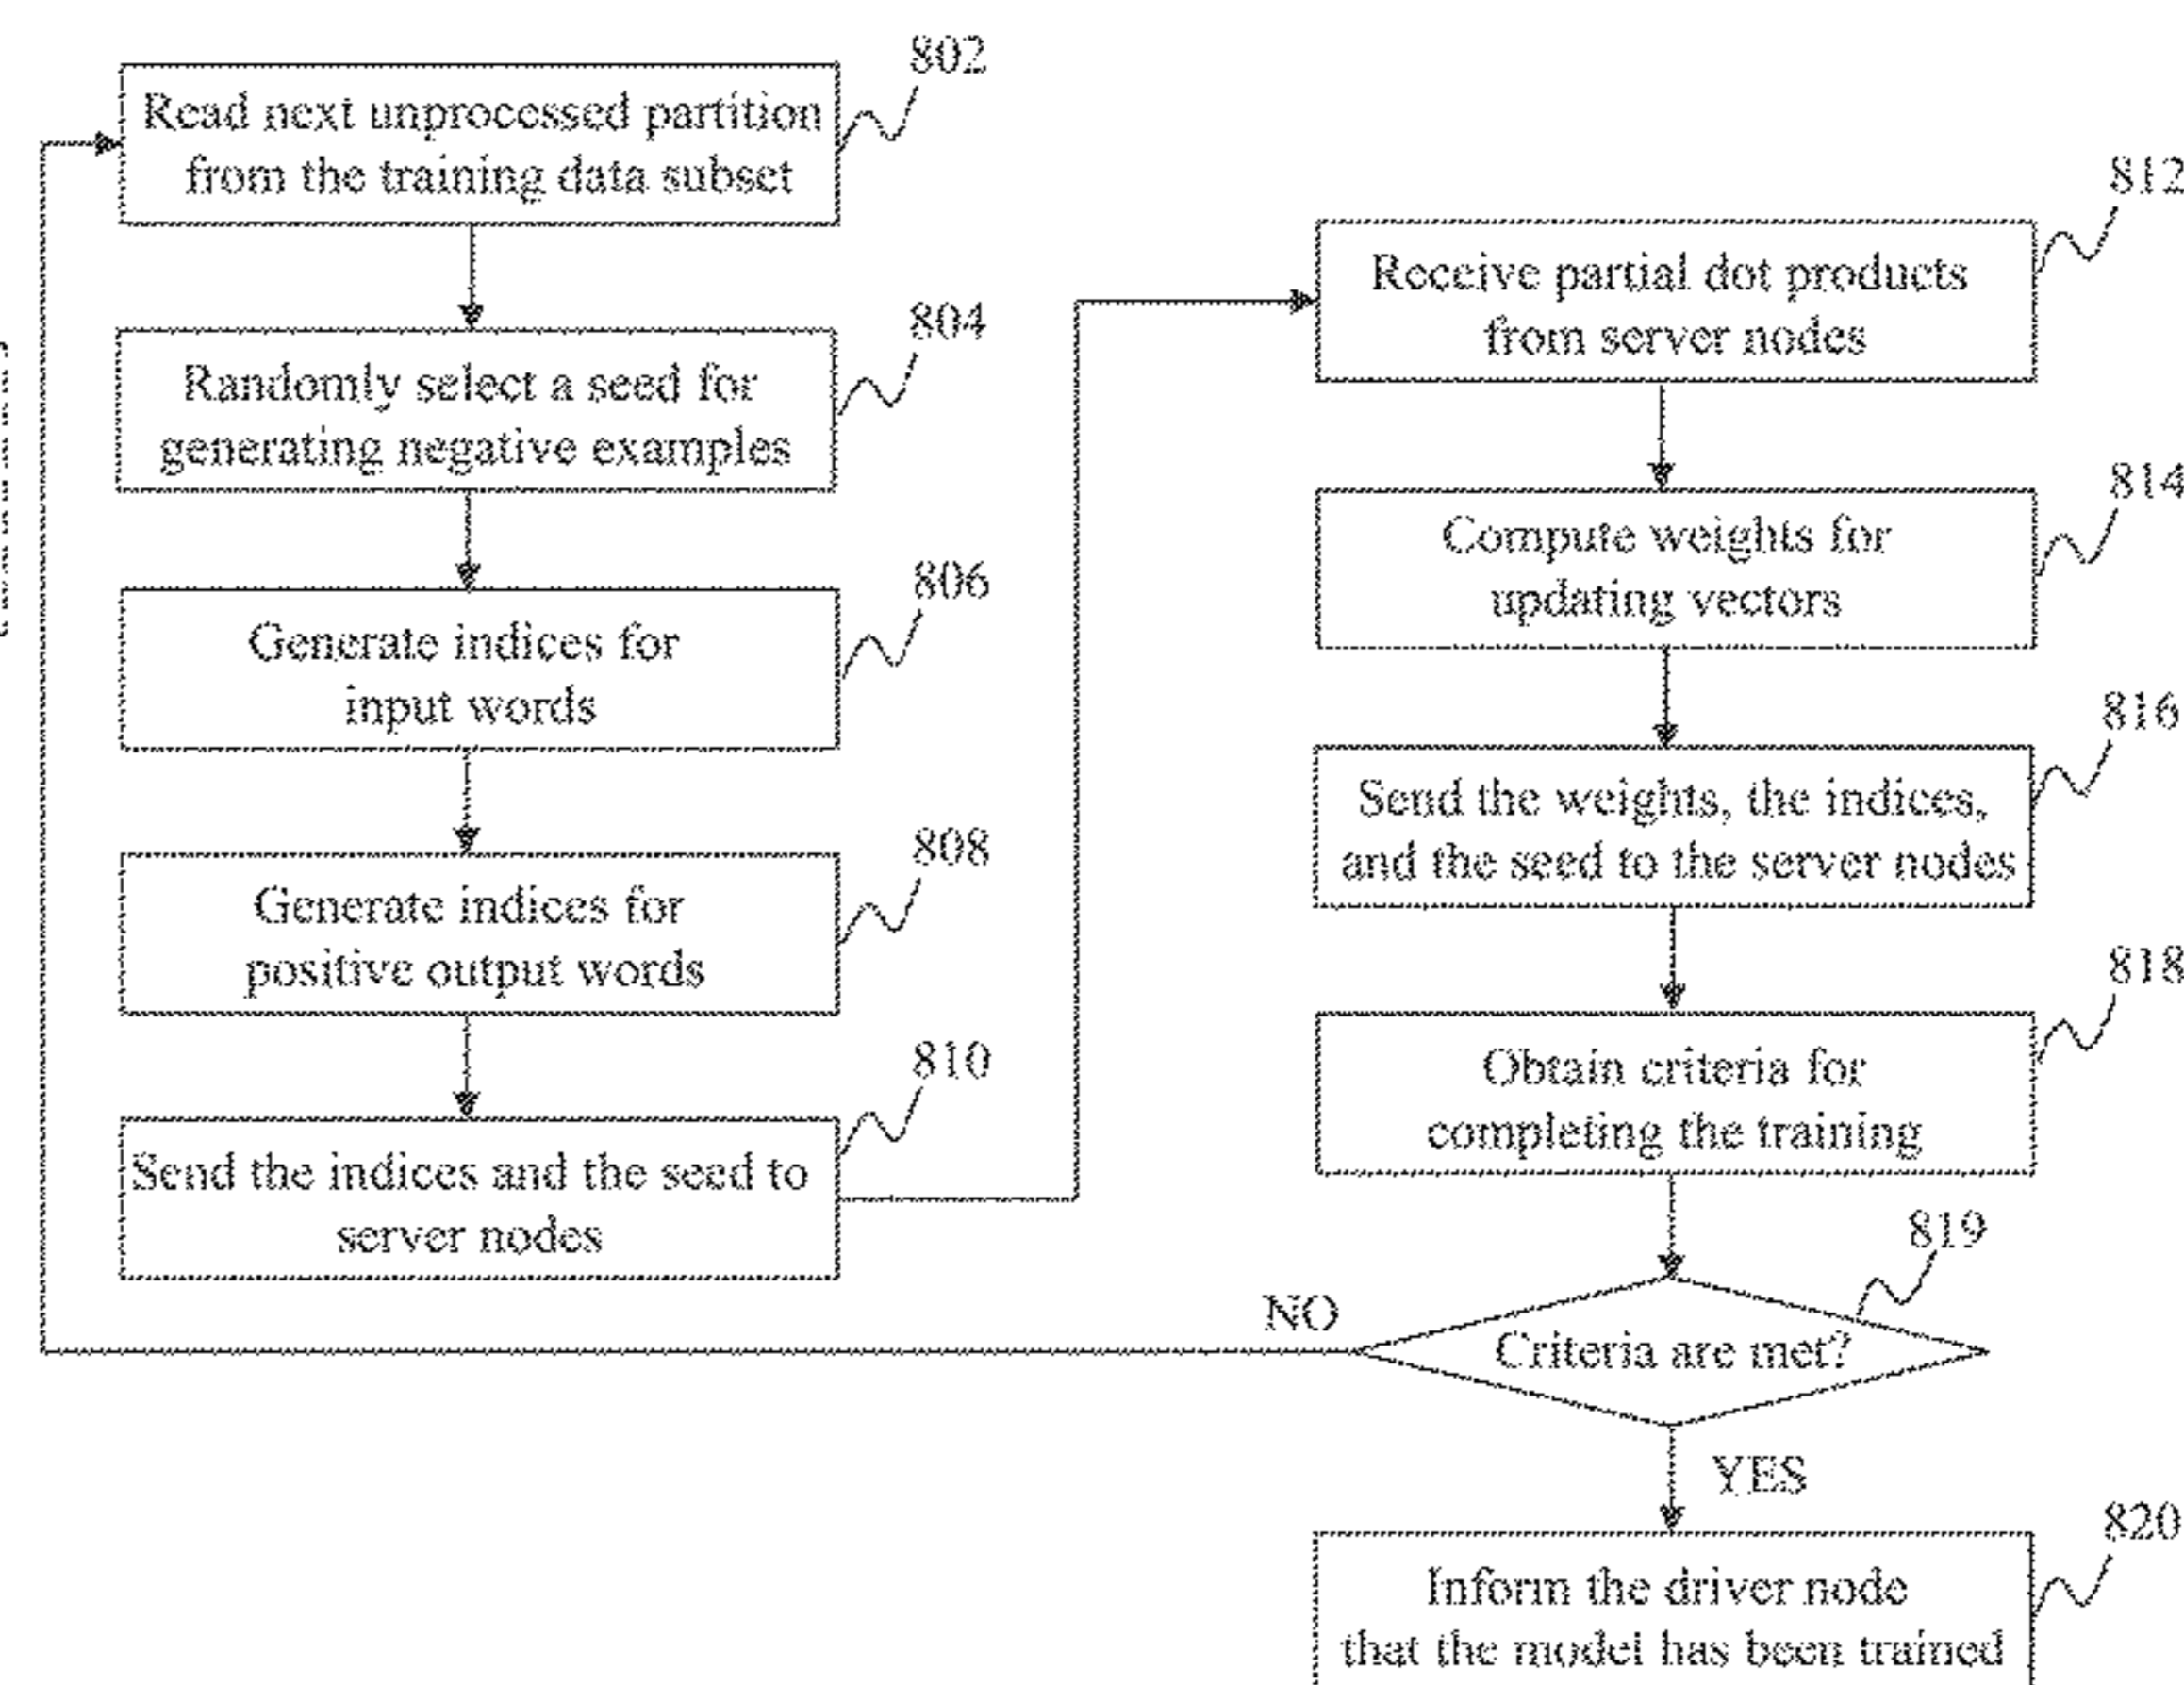 802
Read next unprocessed partition
from the training data subset
804
Randomly select a seed for
generating negative examples
806
Generate indices for
input words
808
Generate indices for
positive output words
810
Send the indices and the seed to
server nodes
812
Receive partial dot products
from server nodes
814
Compute weights for
updating vectors
816
Send the weights, the indices,
and the seed to the server nodes
818
Obtain criteria for
completing the training
819
Criteria are met?
NO
YES
820
Inform the driver node
that the model has been trained